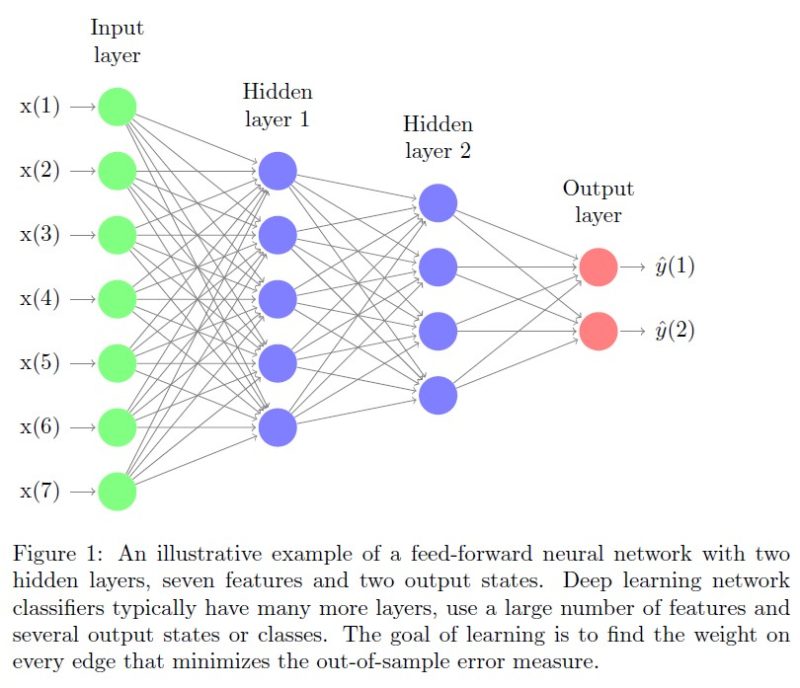 Input
layer
Hidden
layer 1
Hidden
layer 2
Output
layer
x(1)
x(2)
x(3)
x(4)
x(5)
x(6)
x(7)
ŷ(1)
ŷ(2)
Figure 1: An illustrative example of a feed-forward neural network with two
hidden layers, seven features and two output states. Deep learning network
classifiers typically have many more layers, use a large number of features and
several output states or classes. The goal of learning is to find the weight on
every edge that minimizes the out-of-sample error measure.